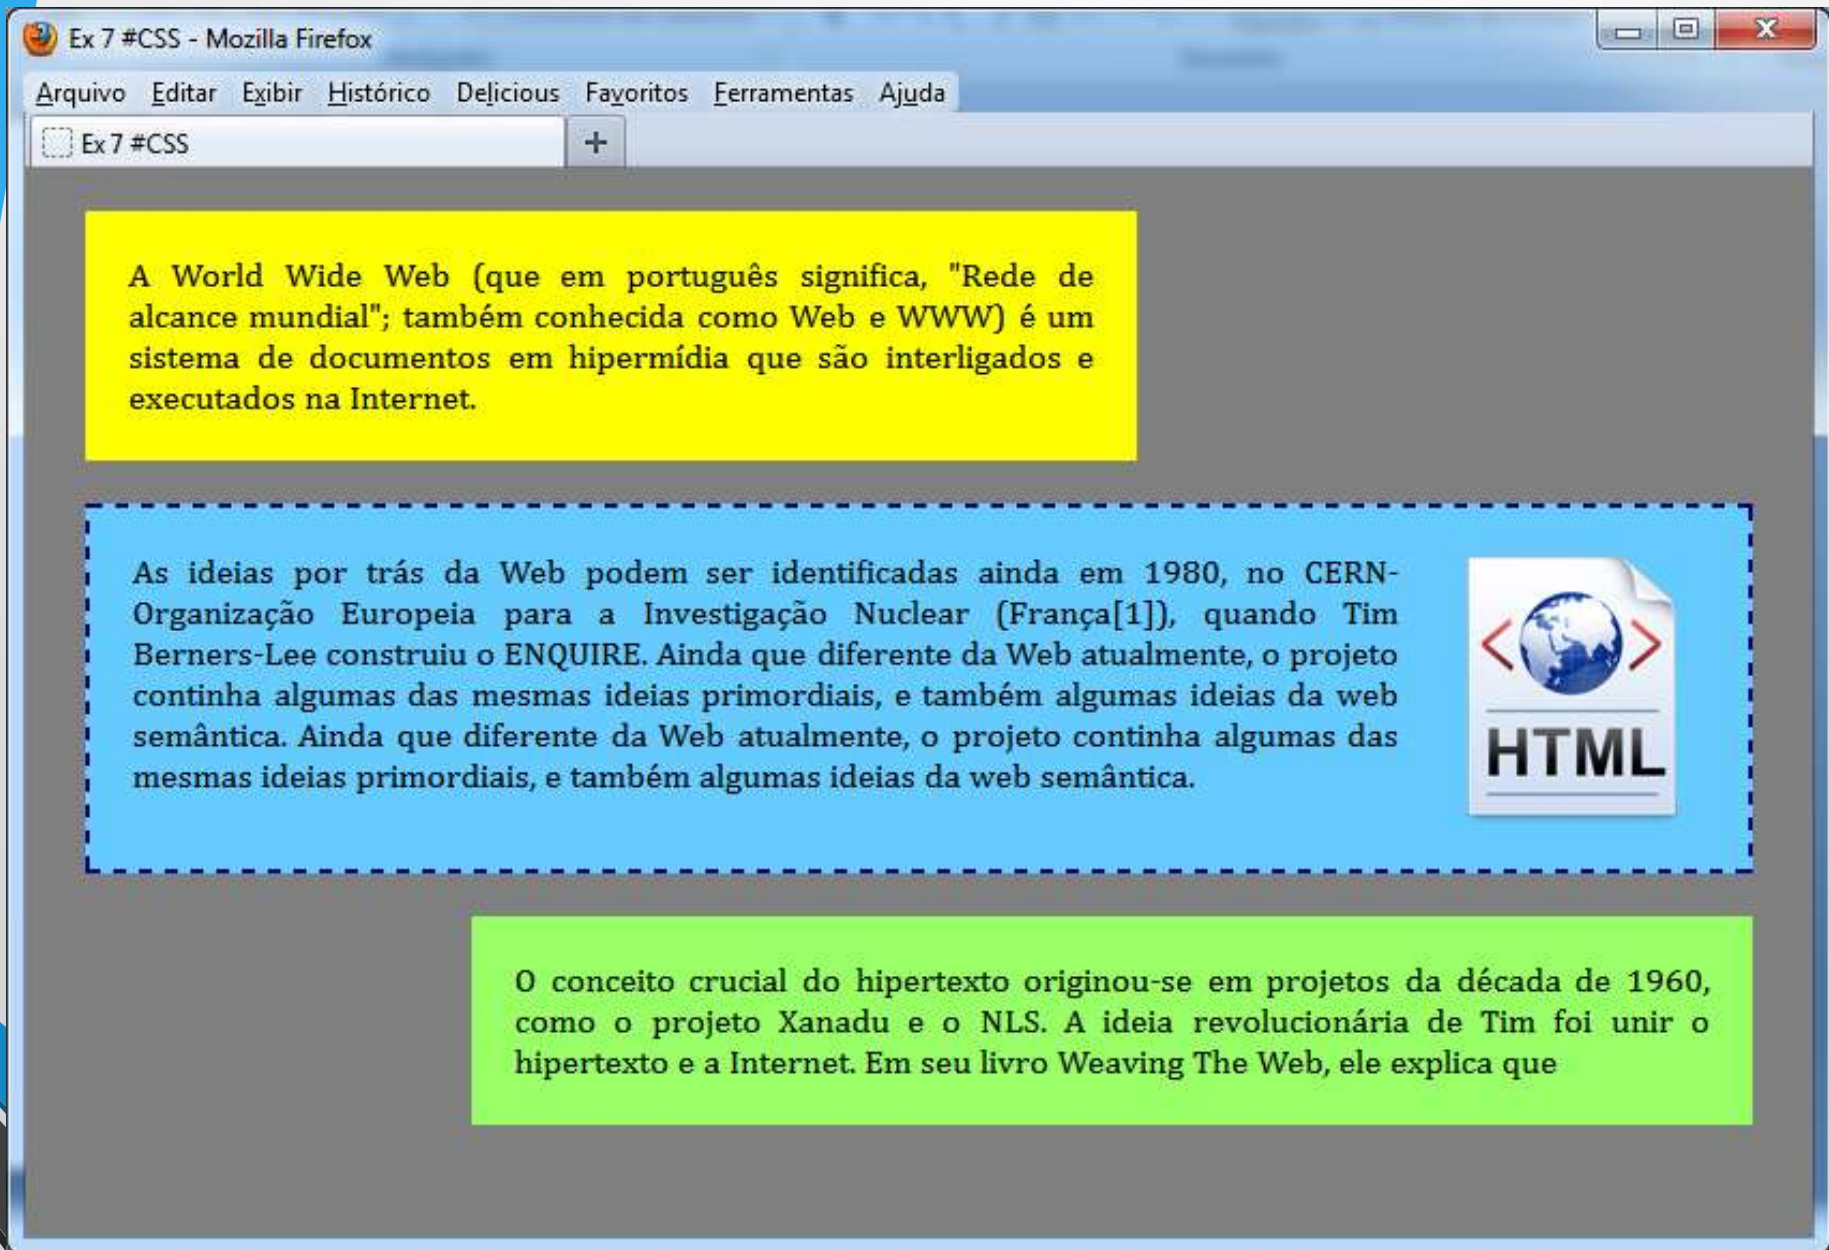 Ex 7 #CSS - Mozilla Firefox
Arquivo Editar Exibir Histórico Delicious Favoritos Ferramentas Ajuda
Ex 7 #CSS
A World Wide Web (que em português significa, "Rede de
alcance mundial"; também conhecida como Web e WWW) é um
sistema de documentos em hipermídia que são interligados e
executados na Internet.
As ideias por trás da Web podem ser identificadas ainda em 1980, no CERN-
Organização Europeia para a Investigação Nuclear (França[1]), quando Tim
Berners-Lee construiu o ENQUIRE. Ainda que diferente da Web atualmente, o projeto
continha algumas das mesmas ideias primordiais, e também algumas ideias da web
semântica. Ainda que diferente da Web atualmente, o projeto continha algumas das
mesmas ideias primordiais, e também algumas ideias da web semântica.
HTML
O conceito crucial do hipertexto originou-se em projetos da década de 1960,
como o projeto Xanadu e o NLS. A ideia revolucionária de Tim foi unir o
hipertexto e a Internet. Em seu livro Weaving The Web, ele explica que